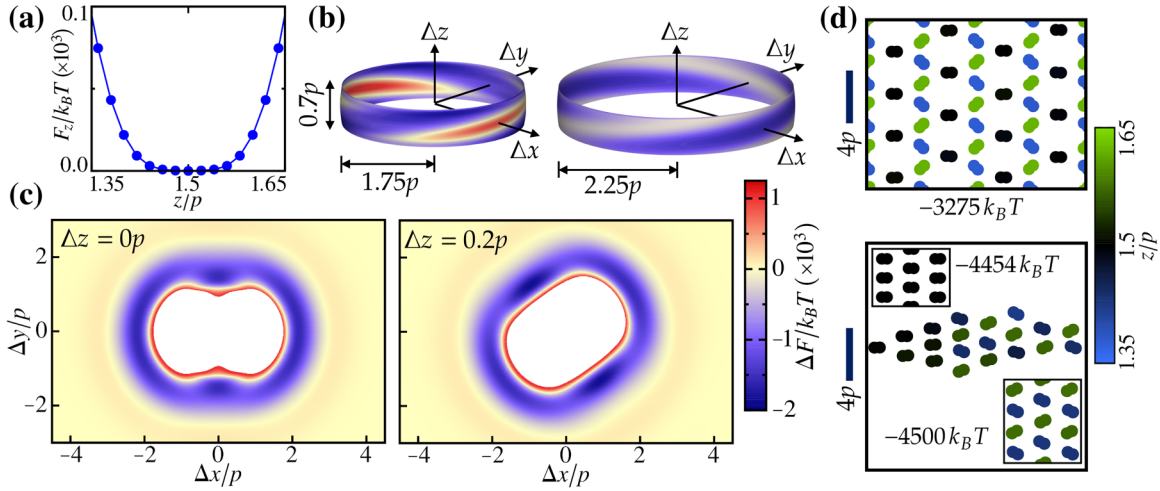 (a)
0.1
F_z/k_BT (×10³)
0.0
1.35
1.5
1.65
z/p
(b)
Δz
Δy
Δx
0.7p
1.75p
Δz
Δy
Δx
2.25p
(c)
Δz = 0p
Δy/p
2
0
−2
−4
−2
0
2
4
Δx/p
Δz = 0.2p
−4
−2
0
2
4
Δx/p
1
0
−1
−2
ΔF/k_BT (×10³)
(d)
4p
−3275 k_BT
−4454 k_BT
4p
−4500 k_BT
1.65
1.5
1.35
z/p